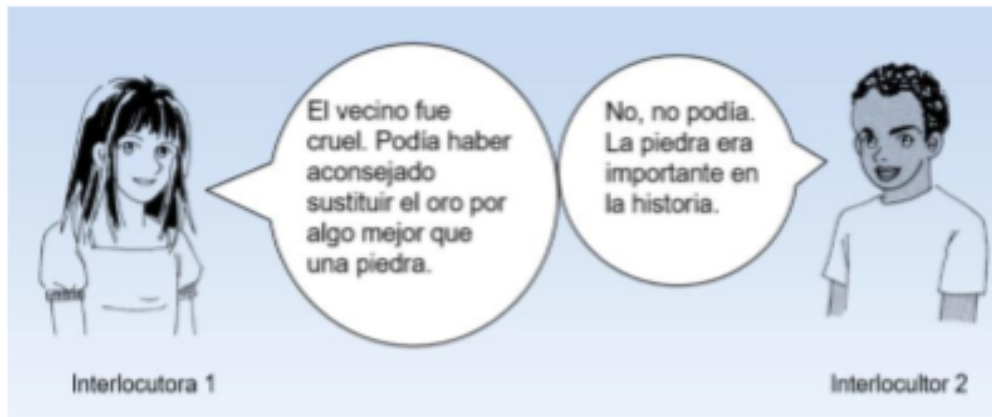 El vecino fue
cruel. Podía haber
aconsejado
sustituir el oro por
algo mejor que
una piedra.
No, no podía.
La piedra era
importante en
la historia.
Interlocutora 1
Interlocultor 2